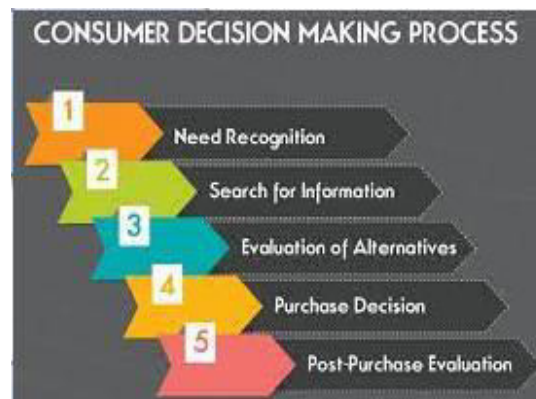 CONSUMER DECISION MAKING PROCESS
1
Need Recognition
2
Search for Information
3
Evaluation of Alternatives
4
Purchase Decision
5
Post-Purchase Evaluation